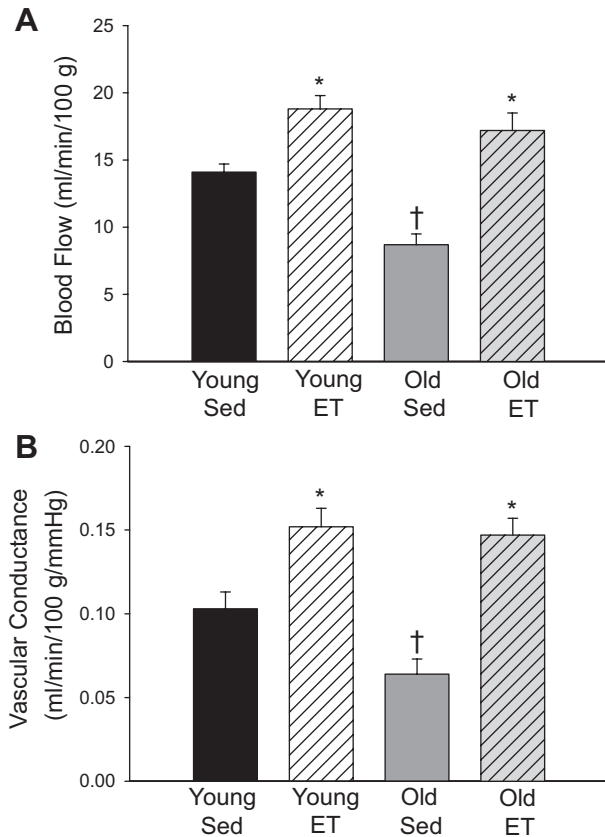 A
Blood Flow (ml/min/100 g)
25
20
15
10
5
0
*
*
†
Young
Sed
Young
ET
Old
Sed
Old
ET
B
Vascular Conductance
(ml/min/100 g/mmHg)
0.20
0.15
0.10
0.05
0.00
*
*
†
Young
Sed
Young
ET
Old
Sed
Old
ET